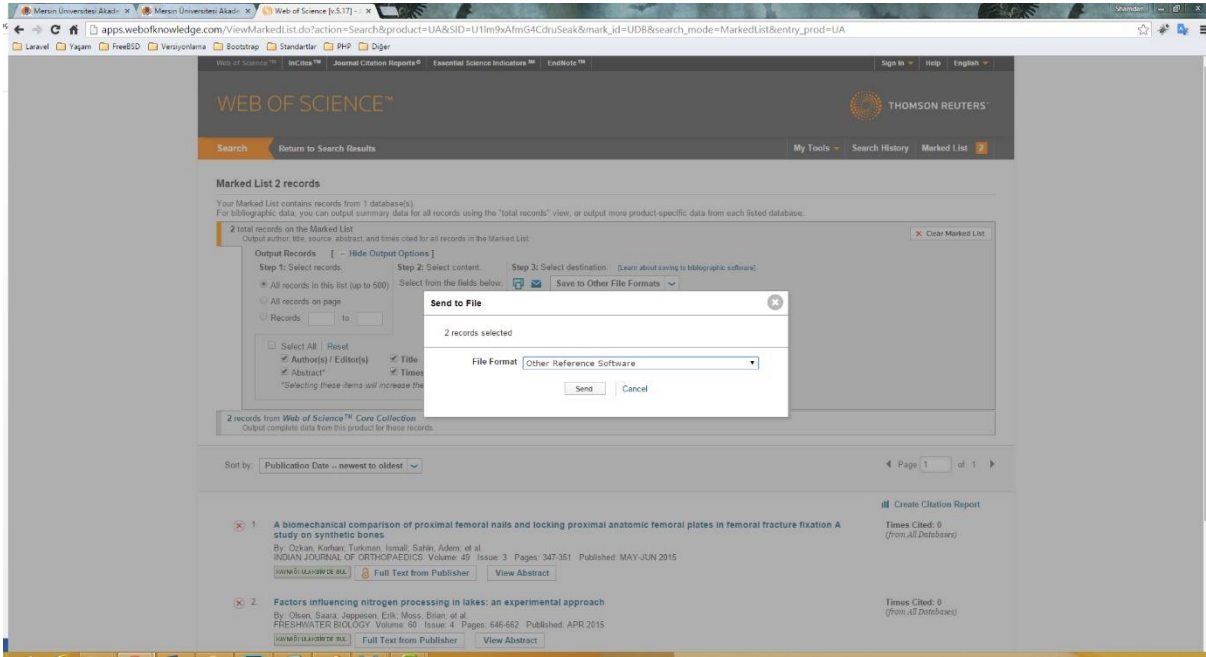 Mersin Üniversitesi Akade
Mersin Üniversitesi Akade
Web of Science [v.5.17] -
apps.webofknowledge.com/ViewMarkedList.do?action=Search&product=UA&SID=U1Im9xAfmG4CdruSeak&mark_id=UDB&search_mode=MarkedList&entry_prod=UA
Laravel Yaşam FreeBSD Versiyonlama Bootstrap Standartlar PHP Diğer
Web of Science™ InCites™ Journal Citation Reports® Essential Science Indicators SM EndNote™ Sign In Help English
WEB OF SCIENCE™ THOMSON REUTERS
Search Return to Search Results My Tools Search History Marked List 2
Marked List 2 records
Your Marked List contains records from 1 database(s).
For bibliographic data, you can output summary data for all records using the "total records" view, or output more product-specific data from each listed database.
2 total records on the Marked List
Output author, title, source, abstract, and times cited for all records in the Marked List.
Clear Marked List
Output Records [ – Hide Output Options ]
Step 1: Select records. Step 2: Select content. Step 3: Select destination. [Learn about saving to bibliographic software]
All records in this list (up to 500) Select from the fields below: Save to Other File Formats
All records on page
Records to
Send to File
2 records selected
File Format Other Reference Software
Send Cancel
Select All Reset
Author(s) / Editor(s) Title
Abstract* Times
*Selecting these items will increase the
2 records from Web of Science™ Core Collection
Output complete data from this product for these records.
Sort by: Publication Date -- newest to oldest Page 1 of 1
Create Citation Report
1. A biomechanical comparison of proximal femoral nails and locking proximal anatomic femoral plates in femoral fracture fixation A
study on synthetic bones
By: Ozkan, Korhan; Turkmen, Ismail; Sahin, Adem; et al.
INDIAN JOURNAL OF ORTHOPAEDICS Volume: 49 Issue: 3 Pages: 347-351 Published: MAY-JUN 2015
Full Text from Publisher View Abstract
Times Cited: 0
(from All Databases)
2. Factors influencing nitrogen processing in lakes: an experimental approach
By: Olsen, Saara; Jeppesen, Erik; Moss, Brian; et al.
FRESHWATER BIOLOGY Volume: 60 Issue: 4 Pages: 646-662 Published: APR 2015
Full Text from Publisher View Abstract
Times Cited: 0
(from All Databases)